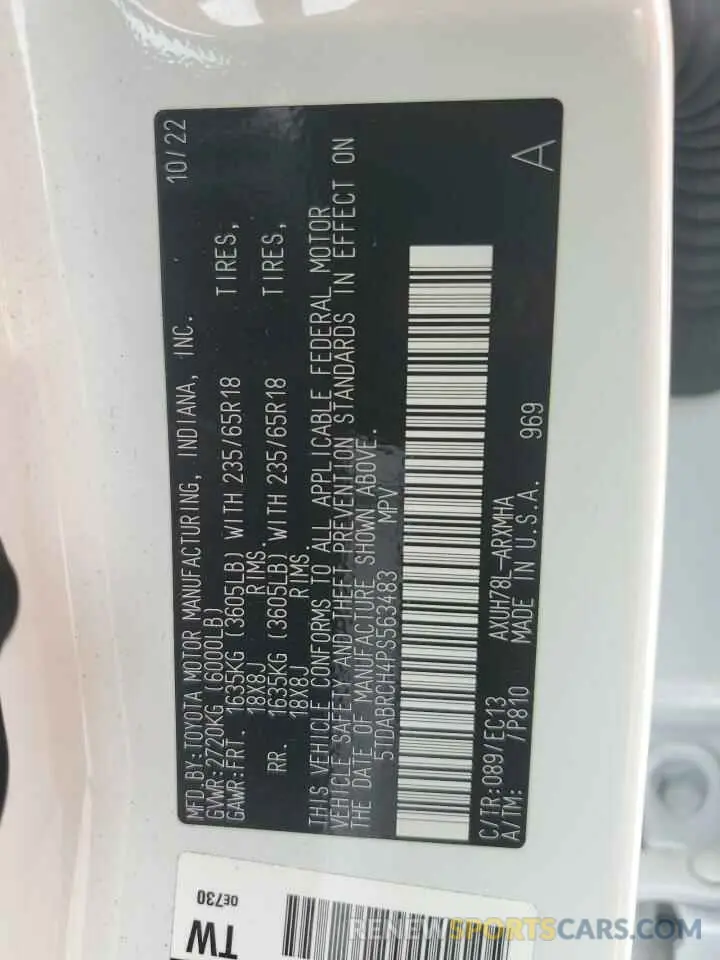 MFD.BY:TOYOTA MOTOR MANUFACTURING, INDIANA, INC. 10/22
GVWR:2720KG (6000LB)
GAWR:FRT. 1635KG (3605LB) WITH 235/65R18 TIRES,
18X8J RIMS.
RR. 1635KG (3605LB) WITH 235/65R18 TIRES,
18X8J RIMS.
THIS VEHICLE CONFORMS TO ALL APPLICABLE FEDERAL MOTOR
VEHICLE SAFETY AND THEFT PREVENTION STANDARDS IN EFFECT ON
THE DATE OF MANUFACTURE SHOWN ABOVE.
5TDABRCH4PS563483 MPV
C/TR:089/EC13 AXUH78L-ARXMHA A
A/TM: /P810 MADE IN U.S.A. 969
0E730
TW
RENEWSPORTSCARS.COM